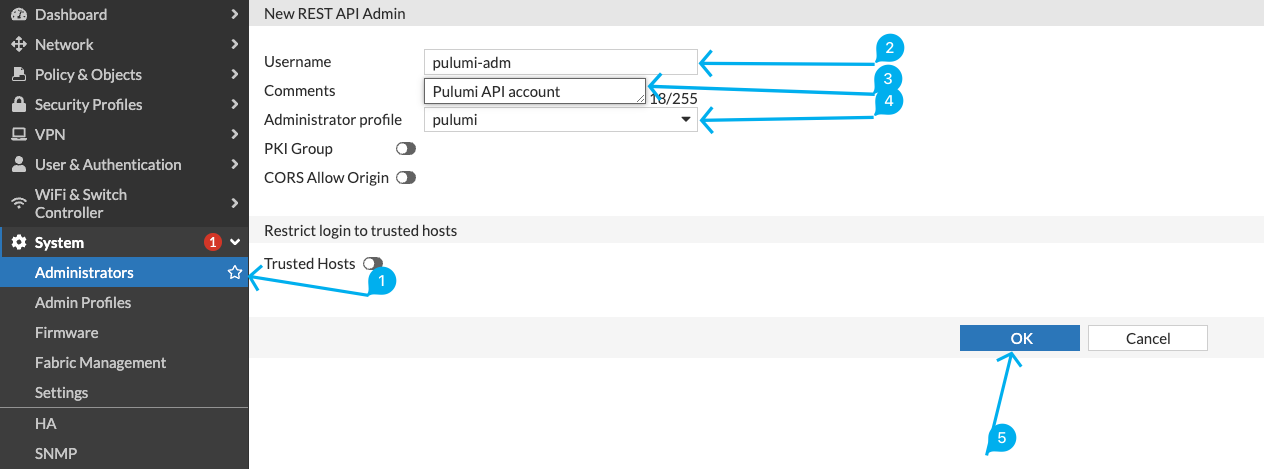 Dashboard
Network
Policy & Objects
Security Profiles
VPN
User & Authentication
WiFi & Switch
Controller
System 1
Administrators
Admin Profiles
Firmware
Fabric Management
Settings
HA
SNMP
New REST API Admin
Username pulumi-adm 2
Comments Pulumi API account 18/255 3
Administrator profile pulumi 4
PKI Group
CORS Allow Origin
Restrict login to trusted hosts
Trusted Hosts 1
OK Cancel
5